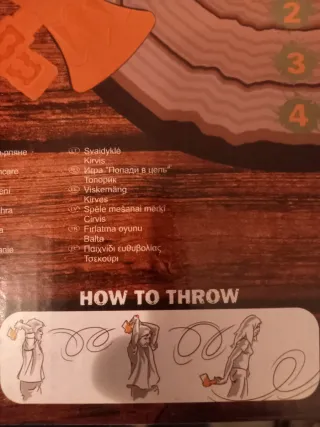 2
3
4
Svaidyklė
Kirvis
Игра "Попади в цель"
Топорик
Viskemäng
Kirves
Spēle mešanai mērķī
Cirvis
Fırlatma oyunu
Balta
Παιχνίδι ευθυβολίας
Τσεκούρι
HOW TO THROW